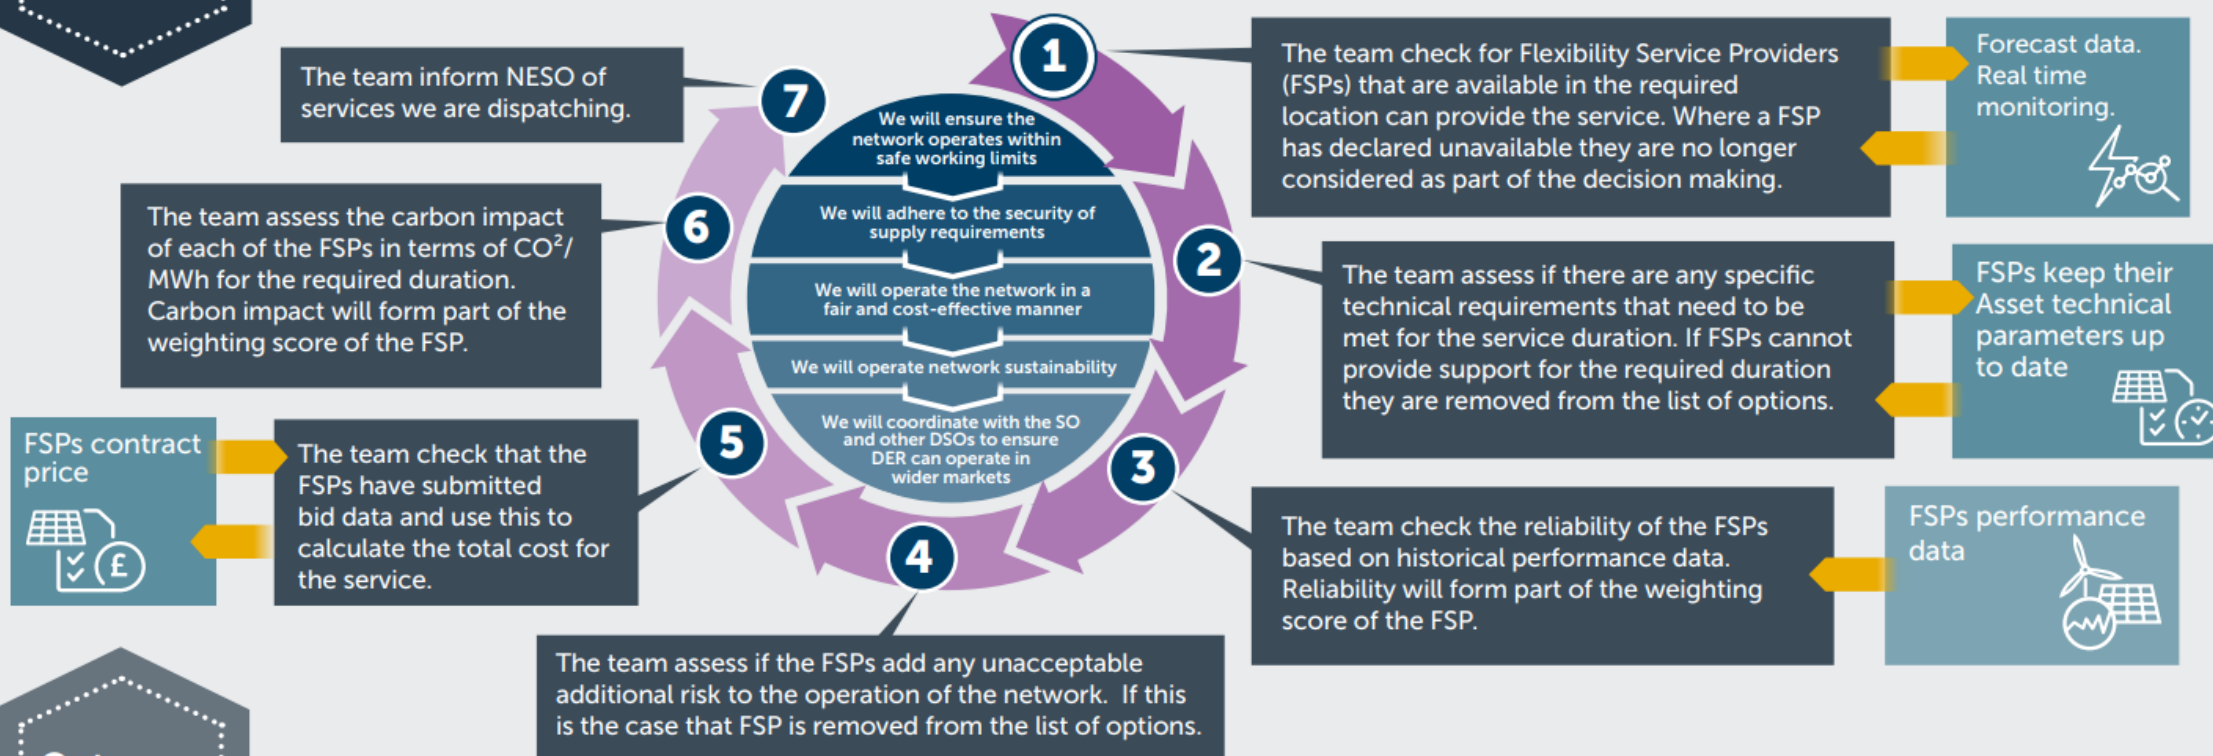 1
The team check for Flexibility Service Providers
(FSPs) that are available in the required
location can provide the service. Where a FSP
has declared unavailable they are no longer
considered as part of the decision making.
Forecast data.
Real time
monitoring.
2
The team assess if there are any specific
technical requirements that need to be
met for the service duration. If FSPs cannot
provide support for the required duration
they are removed from the list of options.
FSPs keep their
Asset technical
parameters up
to date
3
The team check the reliability of the FSPs
based on historical performance data.
Reliability will form part of the weighting
score of the FSP.
FSPs performance
data
4
The team assess if the FSPs add any unacceptable
additional risk to the operation of the network.  If this
is the case that FSP is removed from the list of options.
5
The team check that the
FSPs have submitted
bid data and use this to
calculate the total cost for
the service.
FSPs contract
price
£
6
The team assess the carbon impact
of each of the FSPs in terms of CO²/
MWh for the required duration.
Carbon impact will form part of the
weighting score of the FSP.
7
The team inform NESO of
services we are dispatching.
We will ensure the
network operates within
safe working limits
We will adhere to the security of
supply requirements
We will operate the network in a
fair and cost-effective manner
We will operate network sustainability
We will coordinate with the SO
and other DSOs to ensure
DER can operate in
wider markets